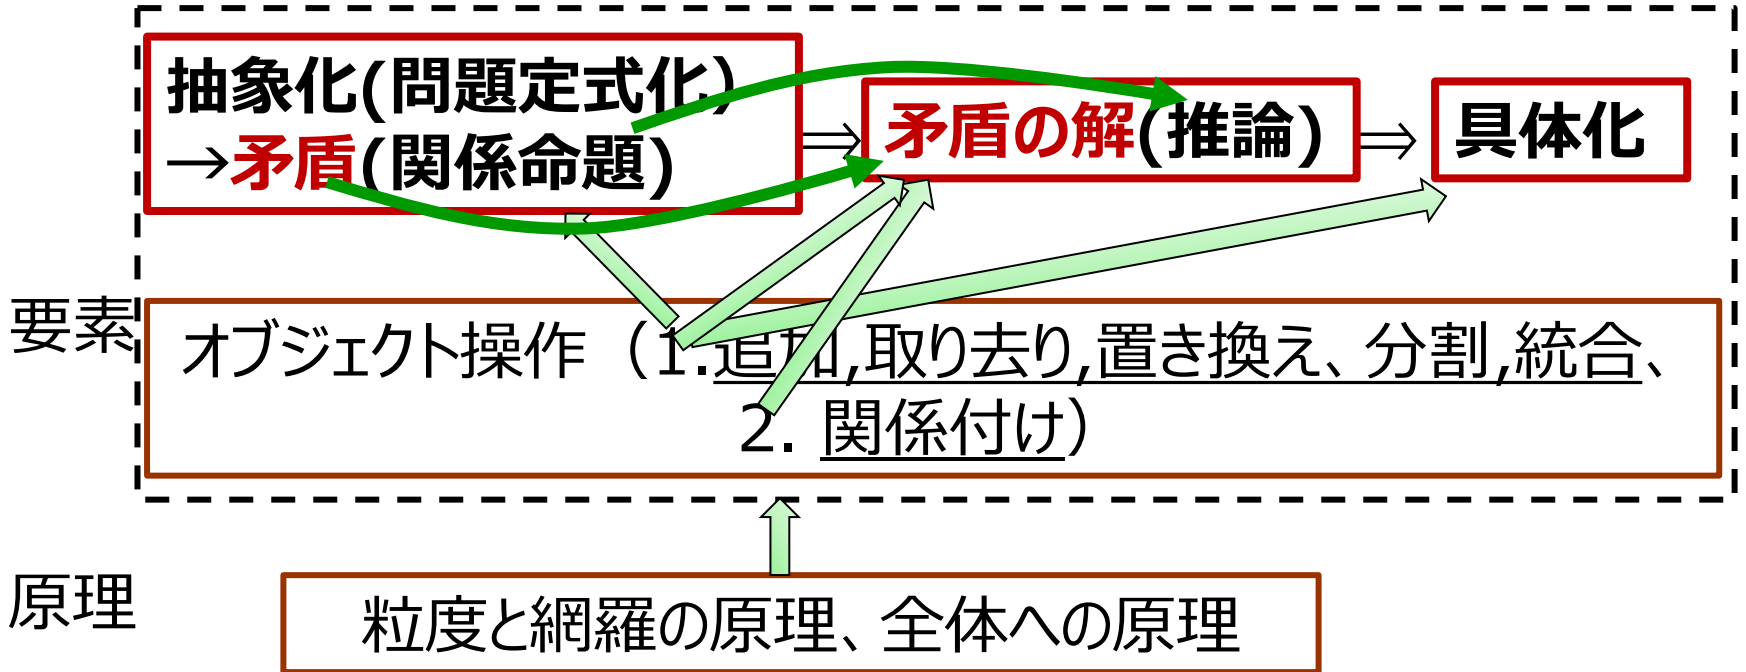 抽象化(問題定式化)
→矛盾(関係命題)
⇒
矛盾の解(推論)
⇒
具体化
要素
オブジェクト操作（1.追加,取り去り,置き換え、分割,統合、
2. 関係付け）
原理
粒度と網羅の原理、全体への原理